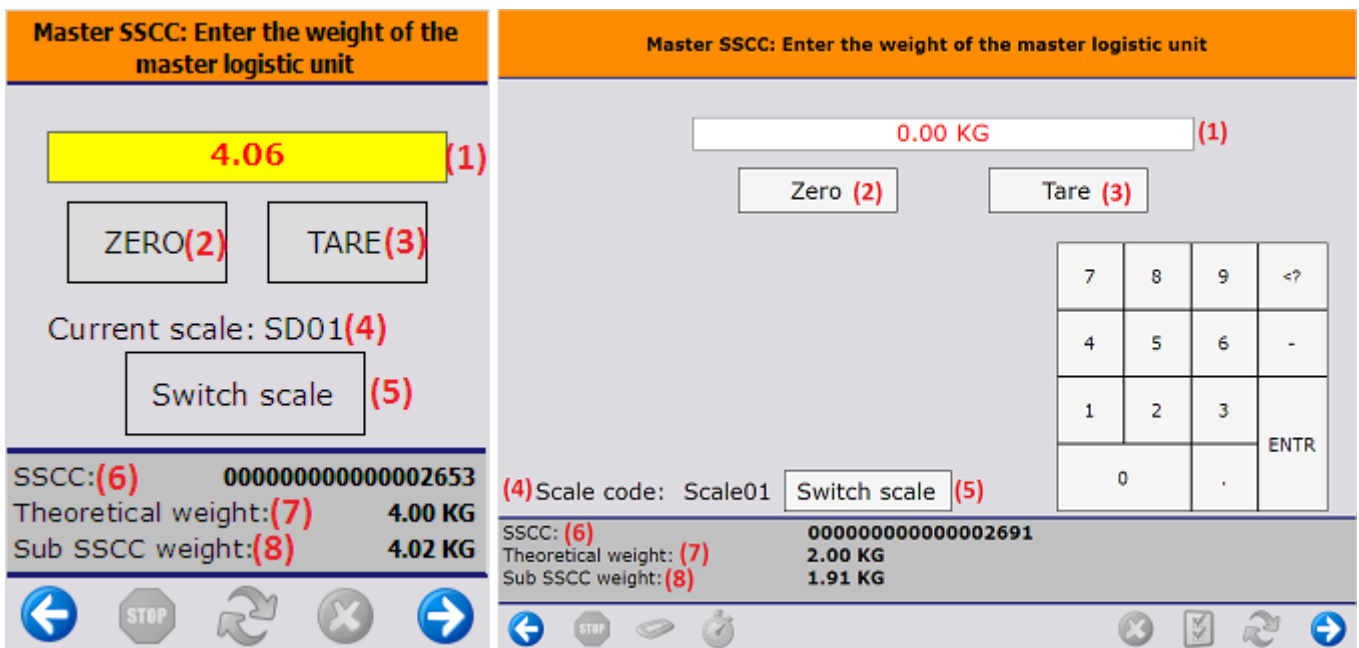 Master SSCC: Enter the weight of the
master logistic unit
4.06 (1)
ZERO(2) TARE(3)
Current scale: SD01(4)
Switch scale (5)
SSCC:(6) 000000000000002653
Theoretical weight:(7) 4.00 KG
Sub SSCC weight:(8) 4.02 KG
STOP
Master SSCC: Enter the weight of the master logistic unit
0.00 KG (1)
Zero (2) Tare (3)
7 8 9 <?
4 5 6 -
1 2 3
ENTR
0 .
(4) Scale code: Scale01 Switch scale (5)
SSCC: (6) 000000000000002691
Theoretical weight: (7) 2.00 KG
Sub SSCC weight: (8) 1.91 KG
STOP